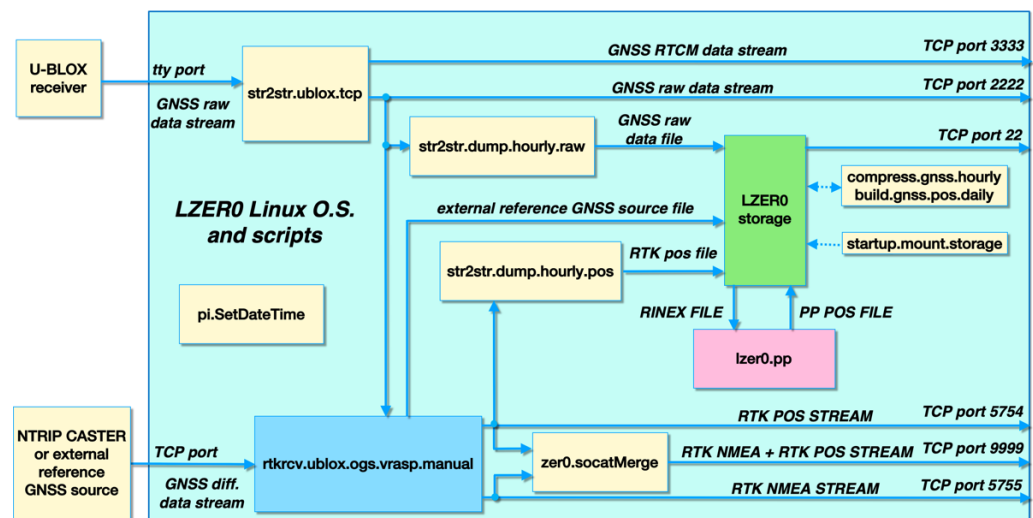 U-BLOX
receiver
tty port
GNSS raw
data stream
str2str.ublox.tcp
GNSS RTCM data stream
TCP port 3333
GNSS raw data stream
TCP port 2222
str2str.dump.hourly.raw
GNSS raw
data file
TCP port 22
LZER0
storage
compress.gnss.hourly
build.gnss.pos.daily
startup.mount.storage
LZER0 Linux O.S.
and scripts
external reference GNSS source file
str2str.dump.hourly.pos
RTK pos file
pi.SetDateTime
RINEX FILE
PP POS FILE
lzer0.pp
NTRIP CASTER
or external
reference
GNSS source
TCP port
GNSS diff.
data stream
rtkrcv.ublox.ogs.vrasp.manual
RTK POS STREAM
TCP port 5754
zer0.socatMerge
RTK NMEA + RTK POS STREAM
TCP port 9999
RTK NMEA STREAM
TCP port 5755